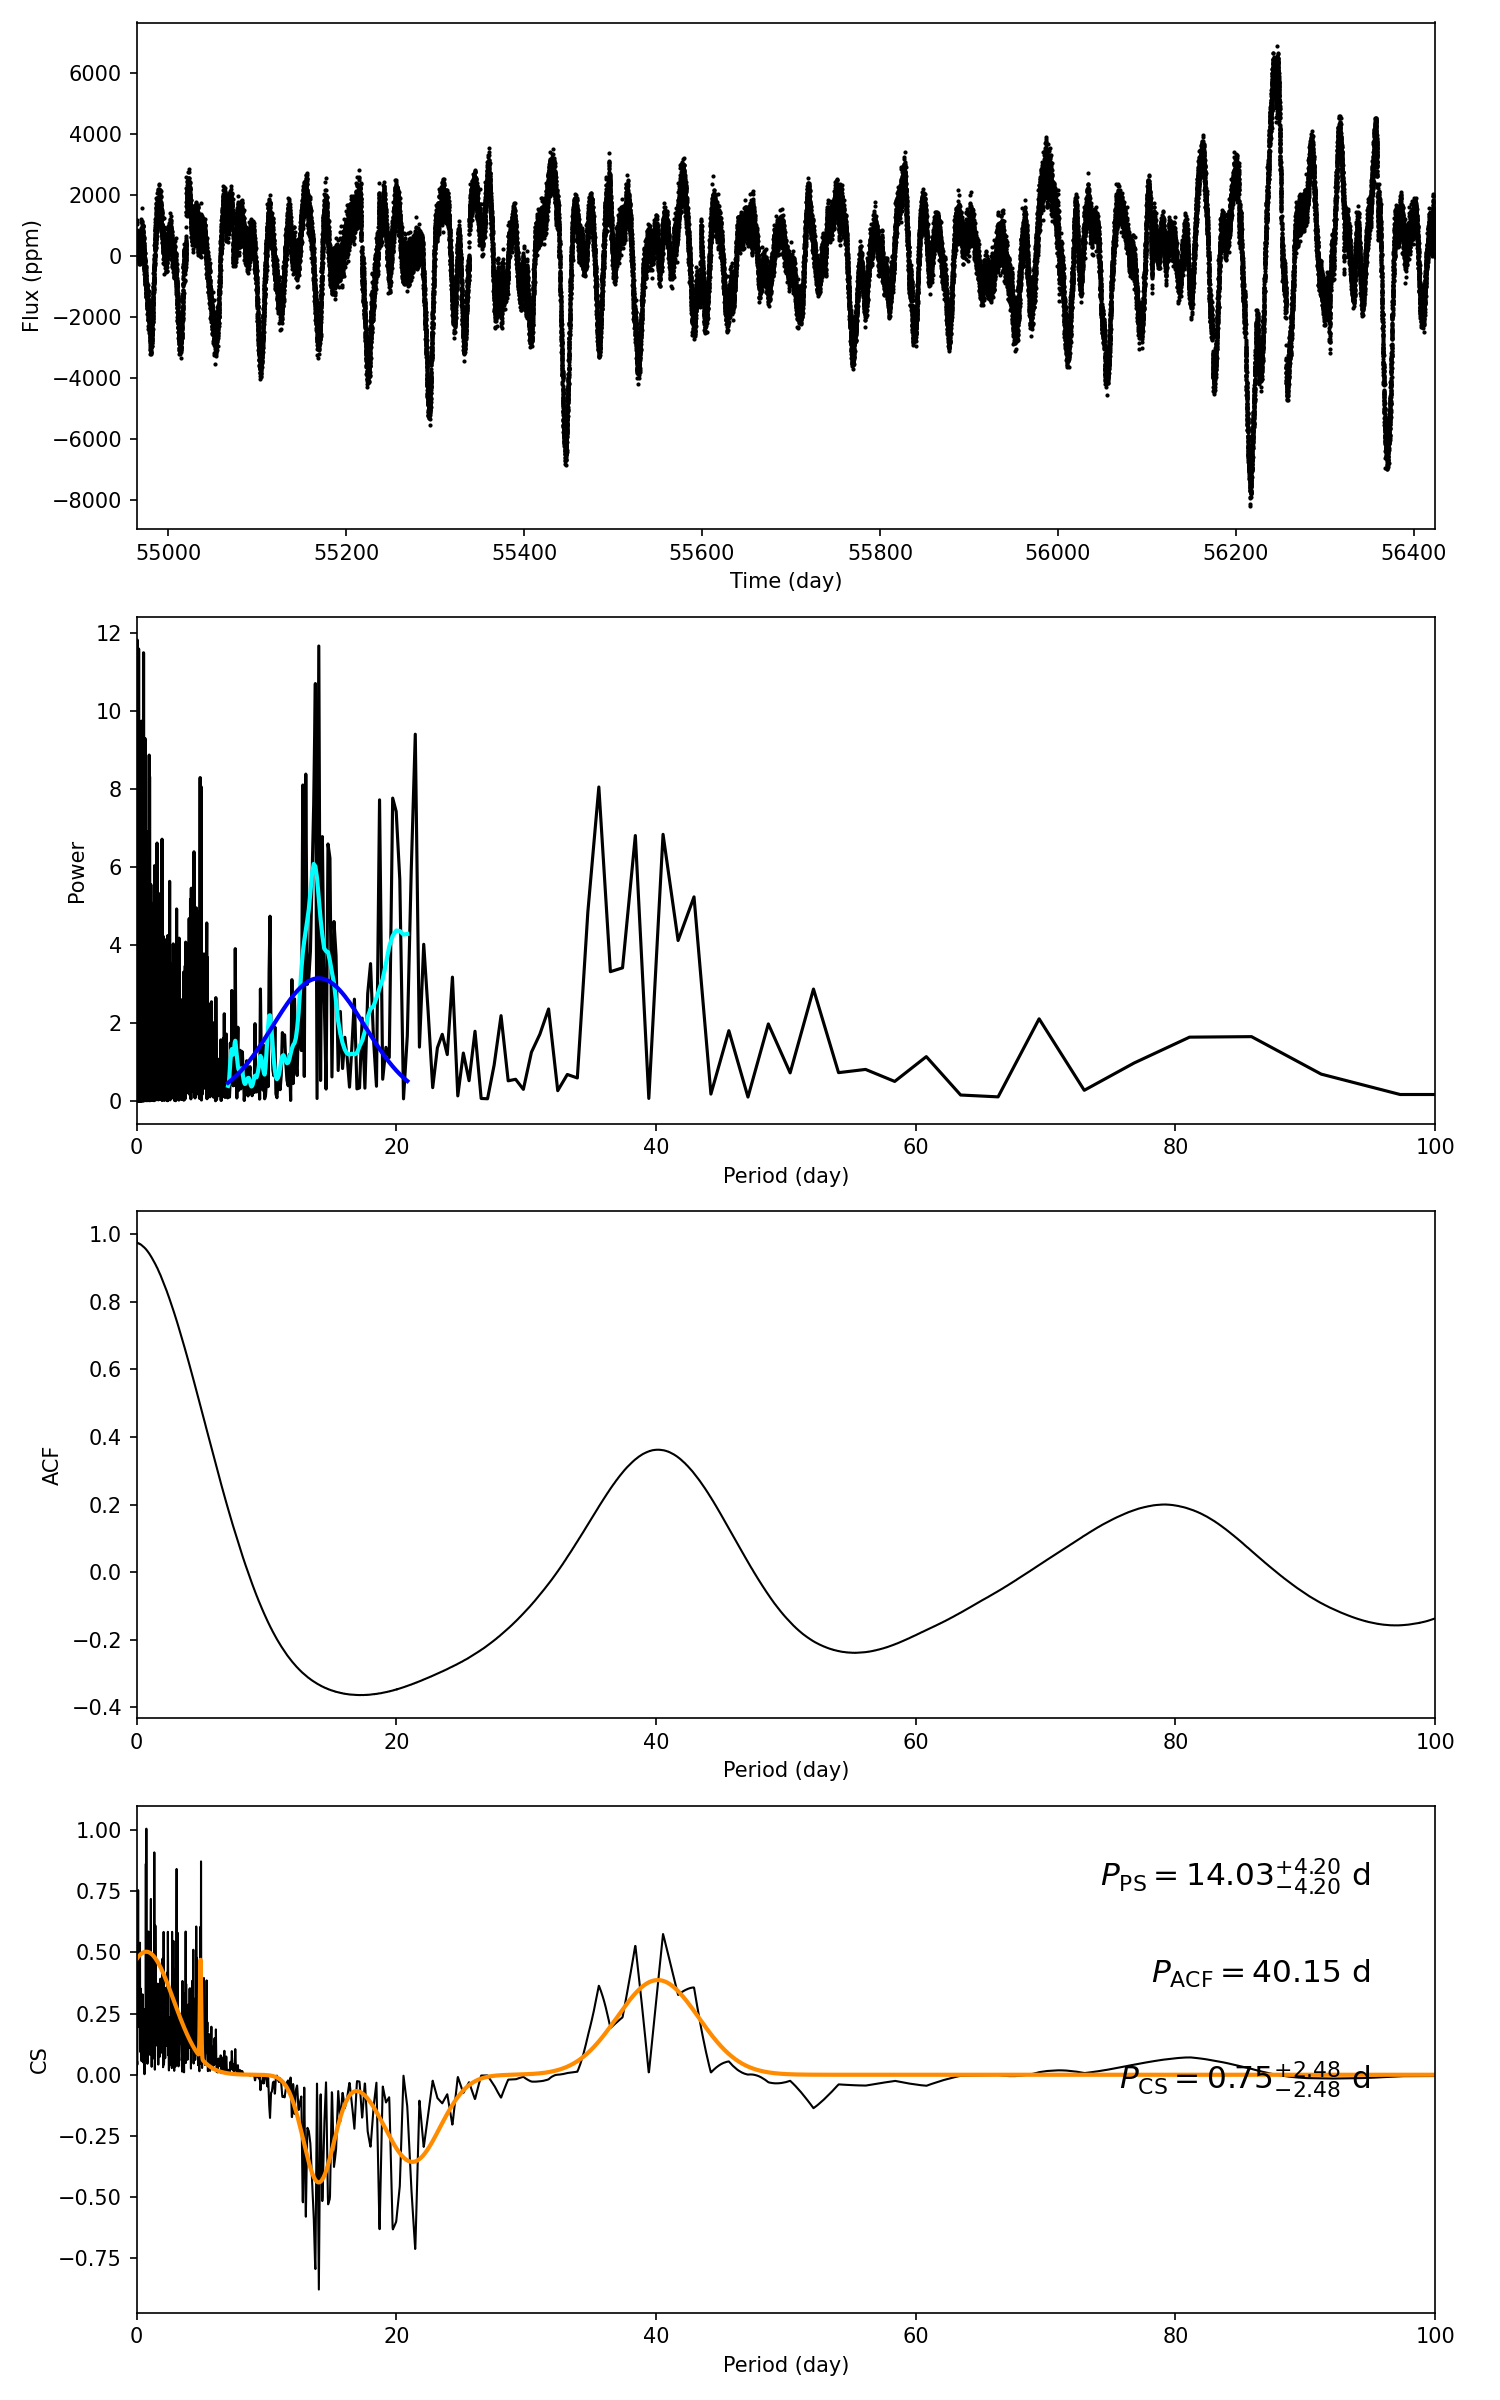 6000
4000
2000
0
−2000
−4000
−6000
−8000
Flux (ppm)
55000 55200 55400 55600 55800 56000 56200 56400
Time (day)
12
10
8
6
4
2
0
Power
0 20 40 60 80 100
Period (day)
1.0
0.8
0.6
0.4
0.2
0.0
−0.2
−0.4
ACF
0 20 40 60 80 100
Period (day)
1.00
0.75
0.50
0.25
0.00
−0.25
−0.50
−0.75
CS
P_PS = 14.03^{+4.20}_{−4.20} d
P_ACF = 40.15 d
P_CS = 0.75^{+2.48}_{−2.48} d
0 20 40 60 80 100
Period (day)